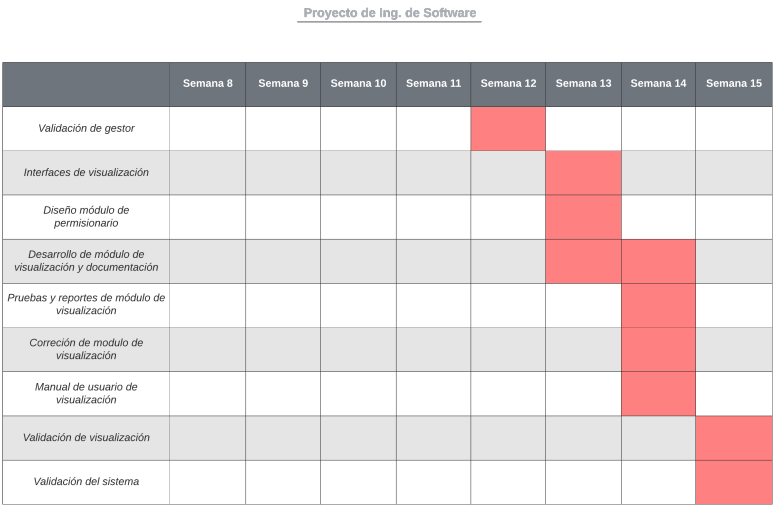 Proyecto de Ing. de Software
Semana 8 Semana 9 Semana 10 Semana 11 Semana 12 Semana 13 Semana 14 Semana 15
Validación de gestor
Interfaces de visualización
Diseño módulo de
permisionario
Desarrollo de módulo de
visualización y documentación
Pruebas y reportes de módulo de
visualización
Correción de modulo de
visualización
Manual de usuario de
visualización
Validación de visualización
Validación del sistema